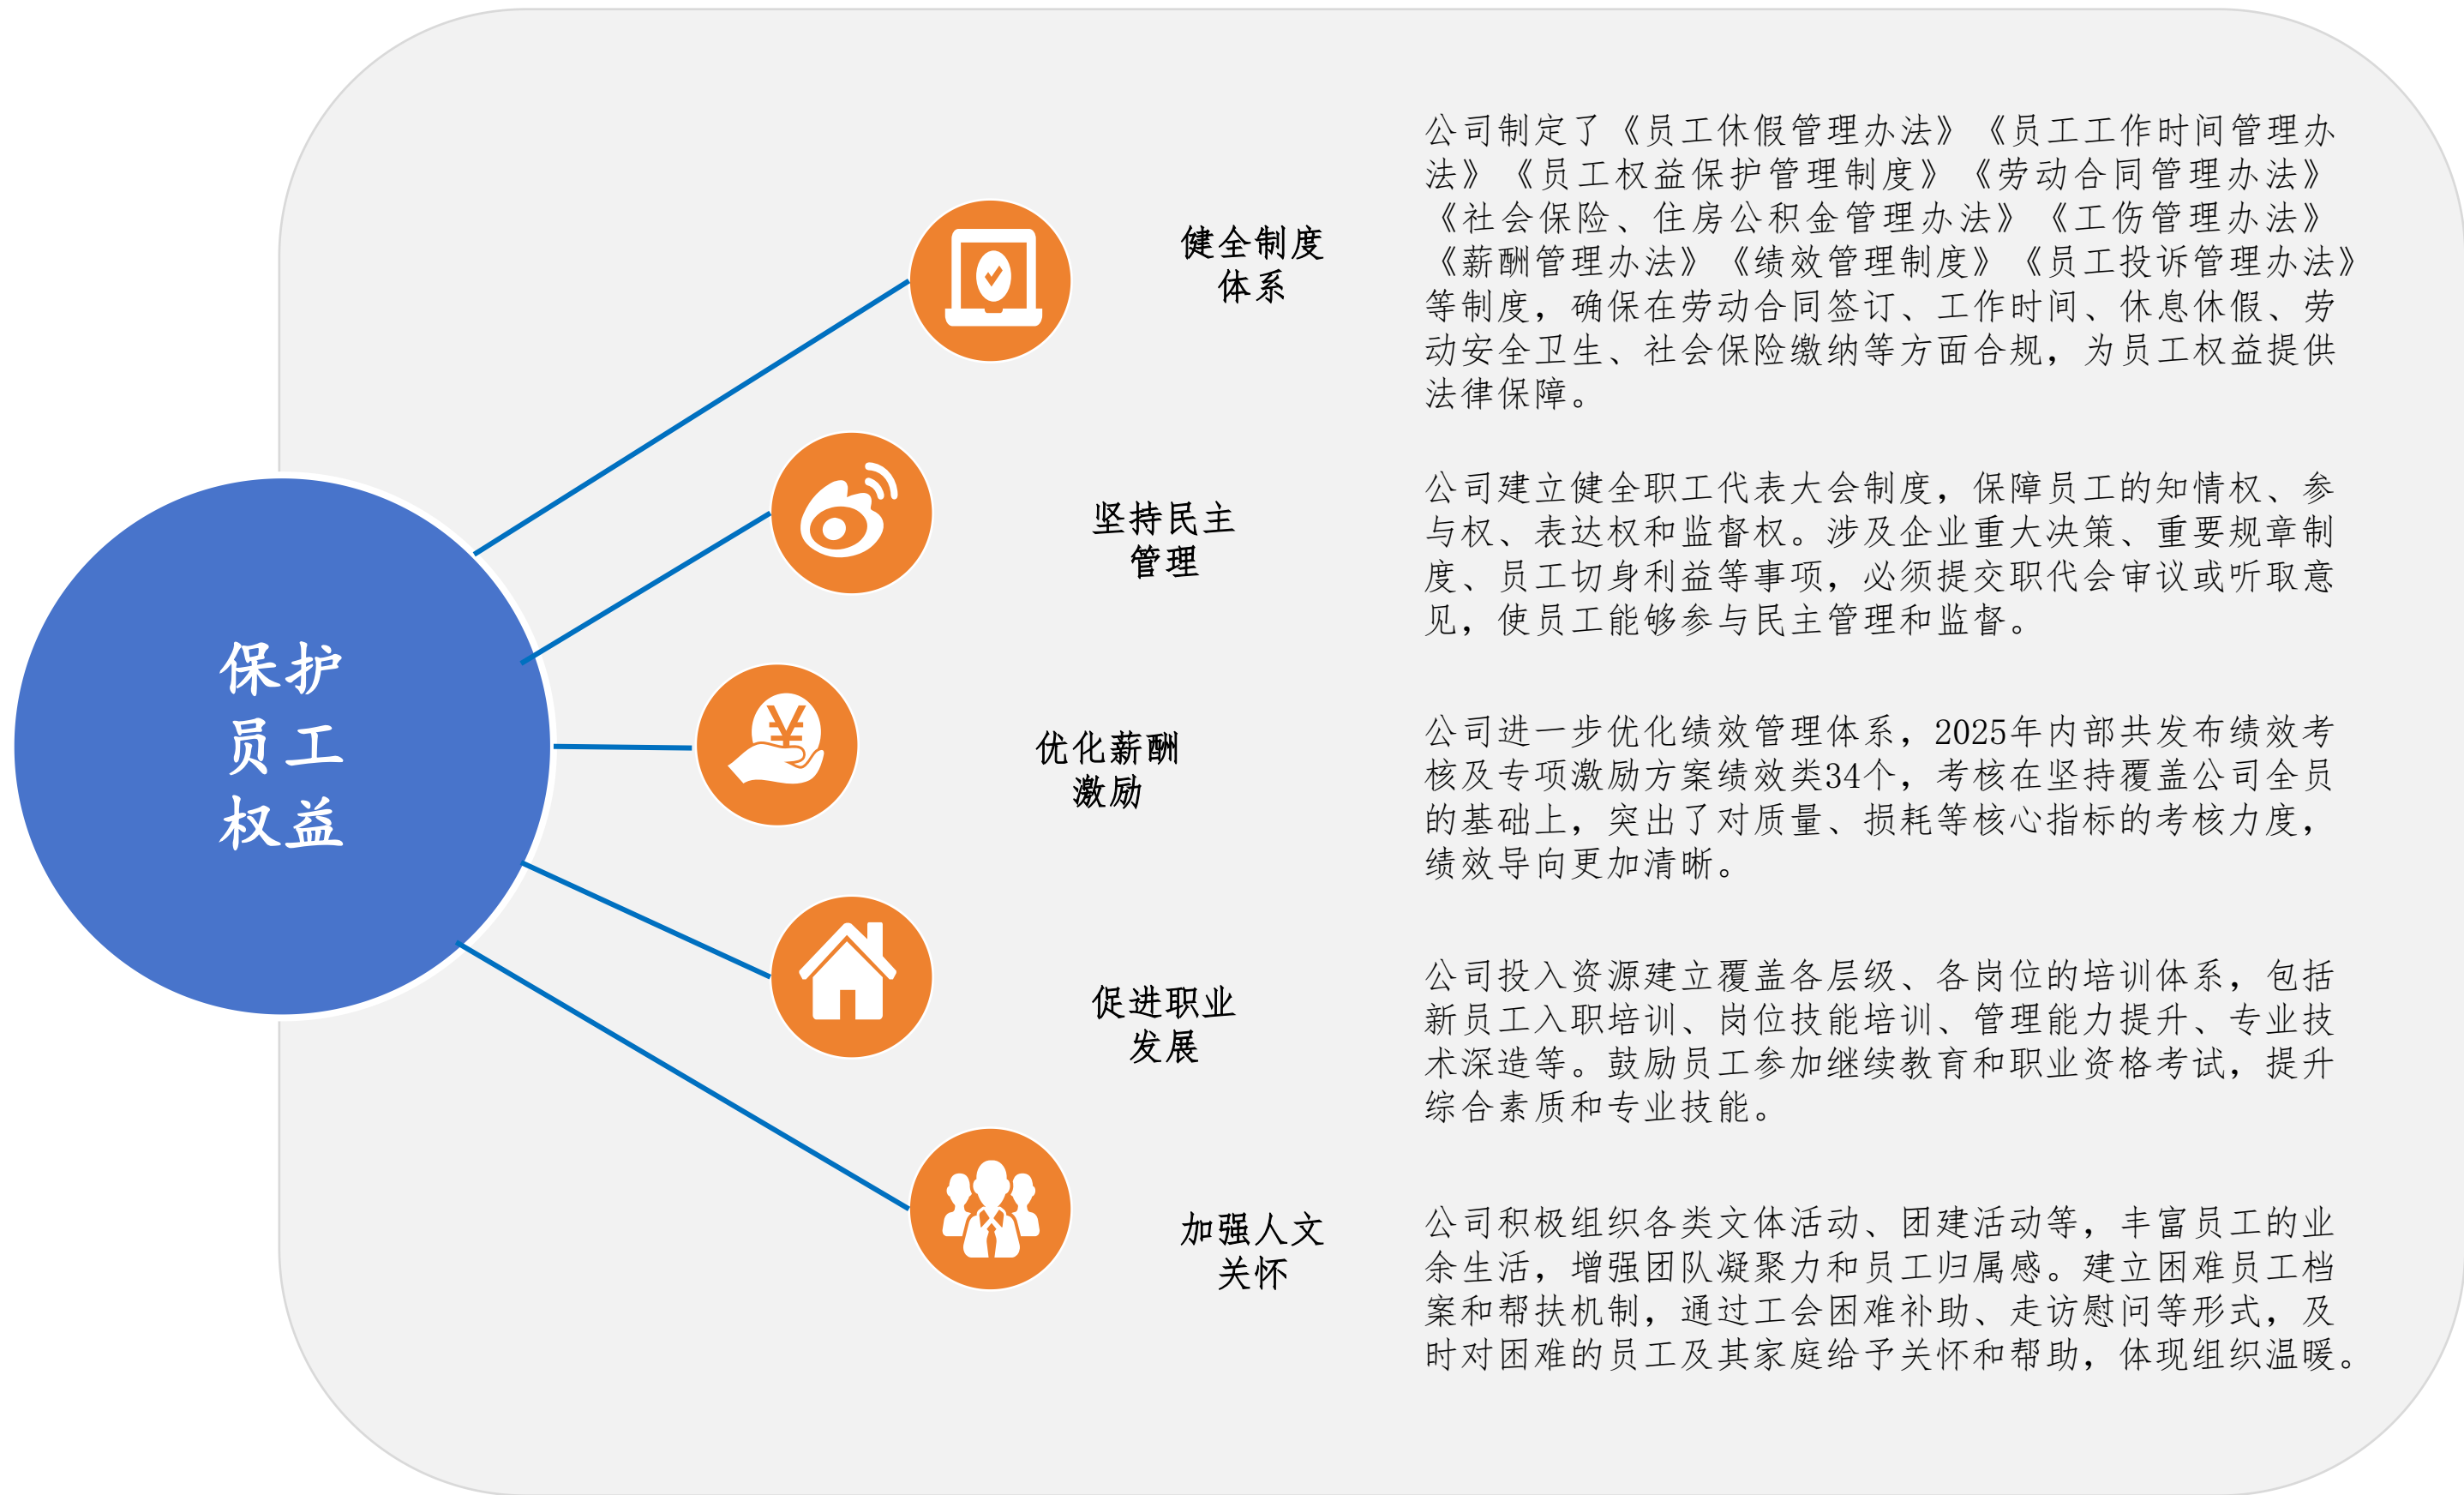 保护
员工
权益
健全制度
体系
公司制定了《员工休假管理办法》《员工工作时间管理办
法》《员工权益保护管理制度》《劳动合同管理办法》
《社会保险、住房公积金管理办法》《工伤管理办法》
《薪酬管理办法》《绩效管理制度》《员工投诉管理办法》
等制度，确保在劳动合同签订、工作时间、休息休假、劳
动安全卫生、社会保险缴纳等方面合规，为员工权益提供
法律保障。
坚持民主
管理
公司建立健全职工代表大会制度，保障员工的知情权、参
与权、表达权和监督权。涉及企业重大决策、重要规章制
度、员工切身利益等事项，必须提交职代会审议或听取意
见，使员工能够参与民主管理和监督。
优化薪酬
激励
公司进一步优化绩效管理体系，2025年内部共发布绩效考
核及专项激励方案绩效类34个，考核在坚持覆盖公司全员
的基础上，突出了对质量、损耗等核心指标的考核力度，
绩效导向更加清晰。
促进职业
发展
公司投入资源建立覆盖各层级、各岗位的培训体系，包括
新员工入职培训、岗位技能培训、管理能力提升、专业技
术深造等。鼓励员工参加继续教育和职业资格考试，提升
综合素质和专业技能。
加强人文
关怀
公司积极组织各类文体活动、团建活动等，丰富员工的业
余生活，增强团队凝聚力和员工归属感。建立困难员工档
案和帮扶机制，通过工会困难补助、走访慰问等形式，及
时对困难的员工及其家庭给予关怀和帮助，体现组织温暖。